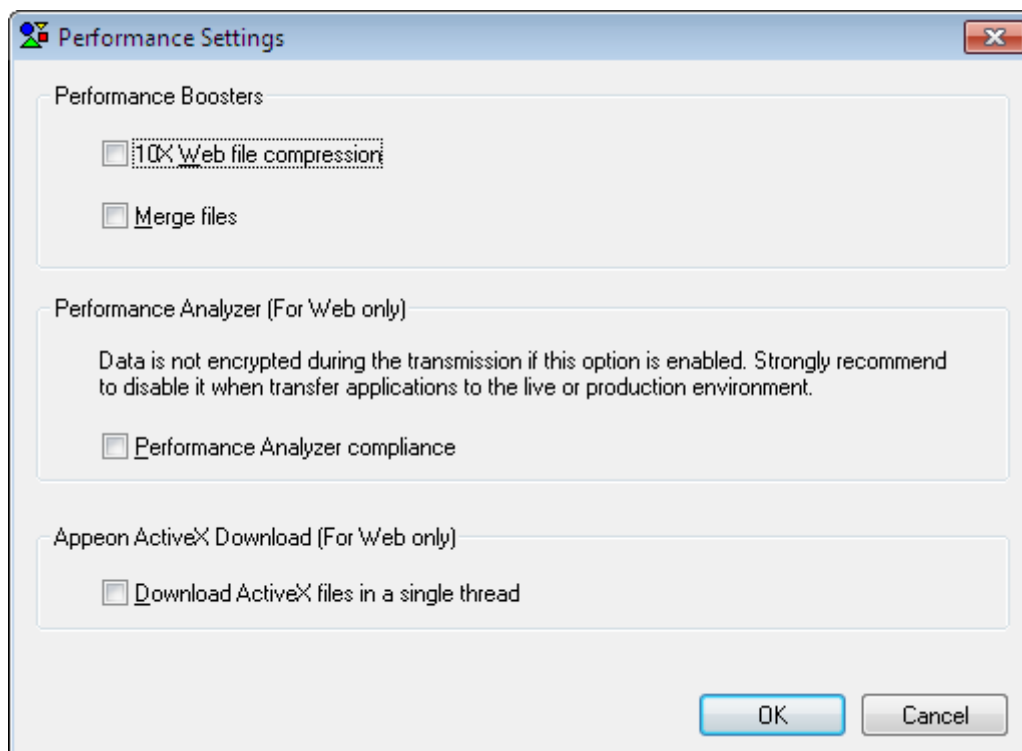 Performance Settings
Performance Boosters
10X Web file compression
Merge files
Performance Analyzer (For Web only)
Data is not encrypted during the transmission if this option is enabled. Strongly recommend
to disable it when transfer applications to the live or production environment.
Performance Analyzer compliance
Appeon ActiveX Download (For Web only)
Download ActiveX files in a single thread
OK
Cancel